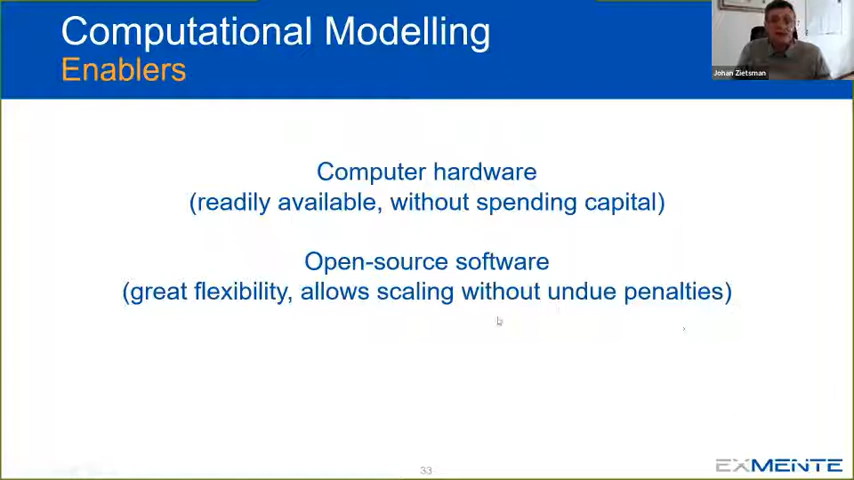 Computational Modelling
Enablers
Johan Zietsman
Computer hardware
(readily available, without spending capital)
Open-source software
(great flexibility, allows scaling without undue penalties)
33
EXMENTE